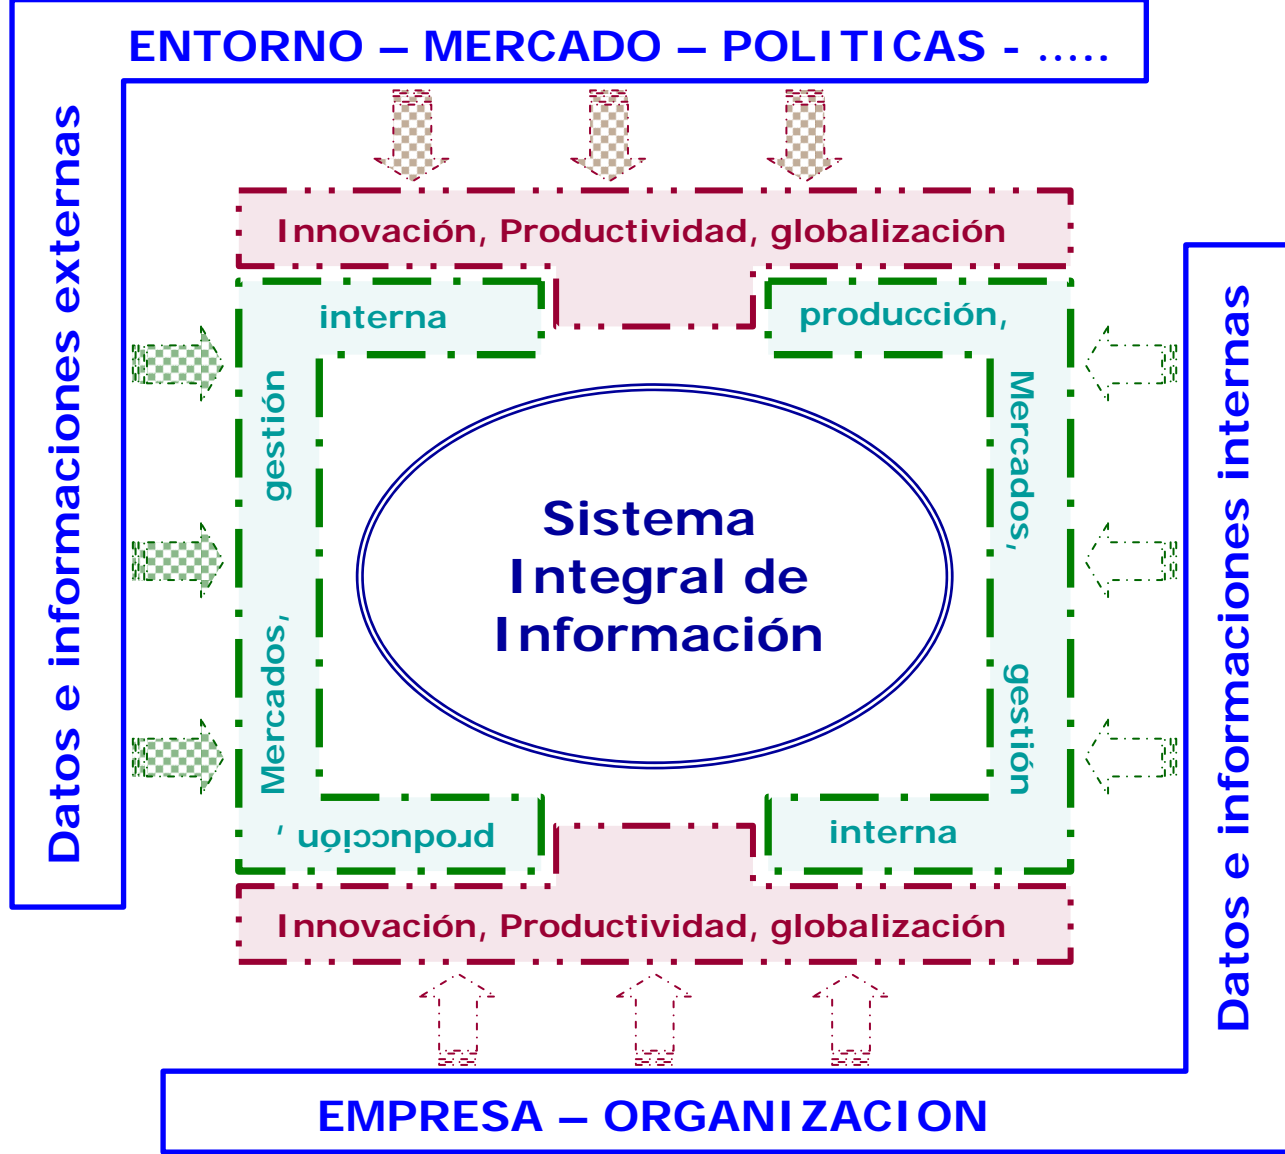 ENTORNO – MERCADO – POLITICAS - .....
Datos e informaciones externas
Innovación, Productividad, globalización
interna
gestión
Mercados,
producción -
producción,
Mercados,
gestión
interna
Sistema
Integral de
Información
Datos e informaciones internas
Innovación, Productividad, globalización
EMPRESA – ORGANIZACION